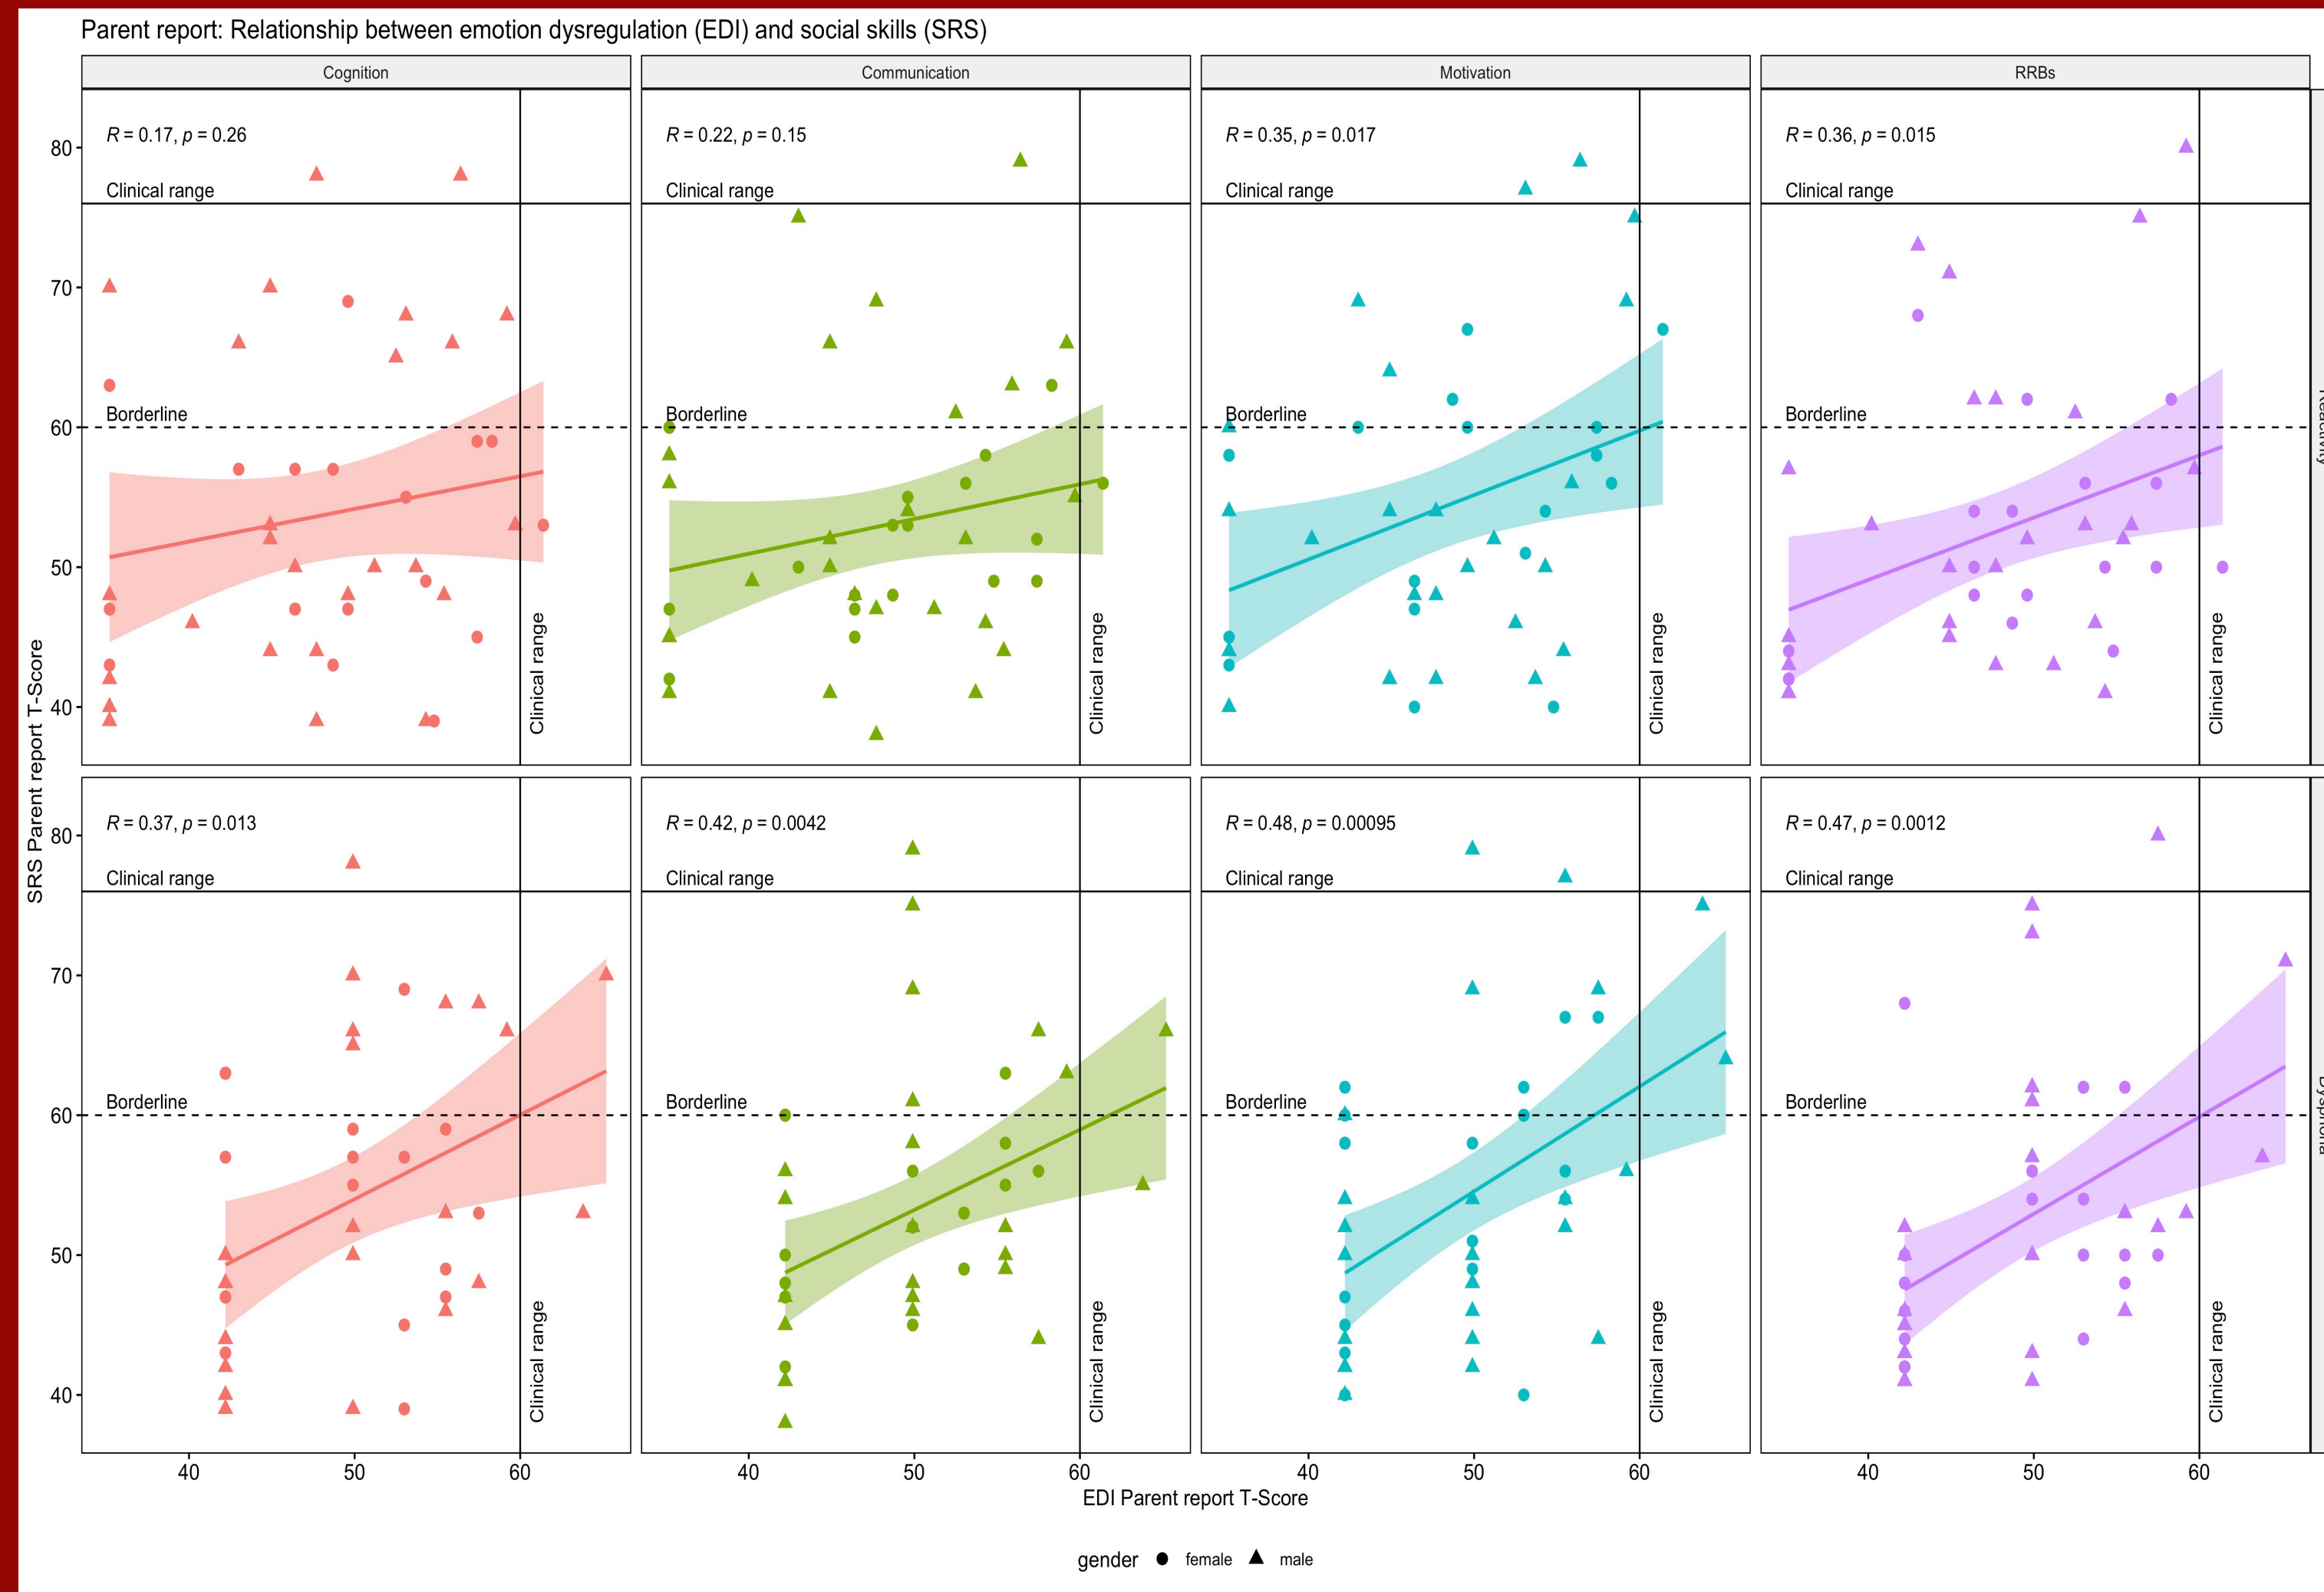 Parent report: Relationship between emotion dysregulation (EDI) and social skills (SRS)
Cognition
Communication
Motivation
RRBs
R = 0.17, p = 0.26
R = 0.22, p = 0.15
R = 0.35, p = 0.017
R = 0.36, p = 0.015
Clinical range
Clinical range
Clinical range
Clinical range
Borderline
Borderline
Borderline
Borderline
Clinical range
Clinical range
Clinical range
Clinical range
80
70
60
50
40
SRS Parent report T-Score
R = 0.37, p = 0.013
R = 0.42, p = 0.0042
R = 0.48, p = 0.00095
R = 0.47, p = 0.0012
Clinical range
Clinical range
Clinical range
Clinical range
Borderline
Borderline
Borderline
Borderline
Clinical range
Clinical range
Clinical range
Clinical range
80
70
60
50
40
40 50 60
40 50 60
40 50 60
40 50 60
EDI Parent report T-Score
gender female male